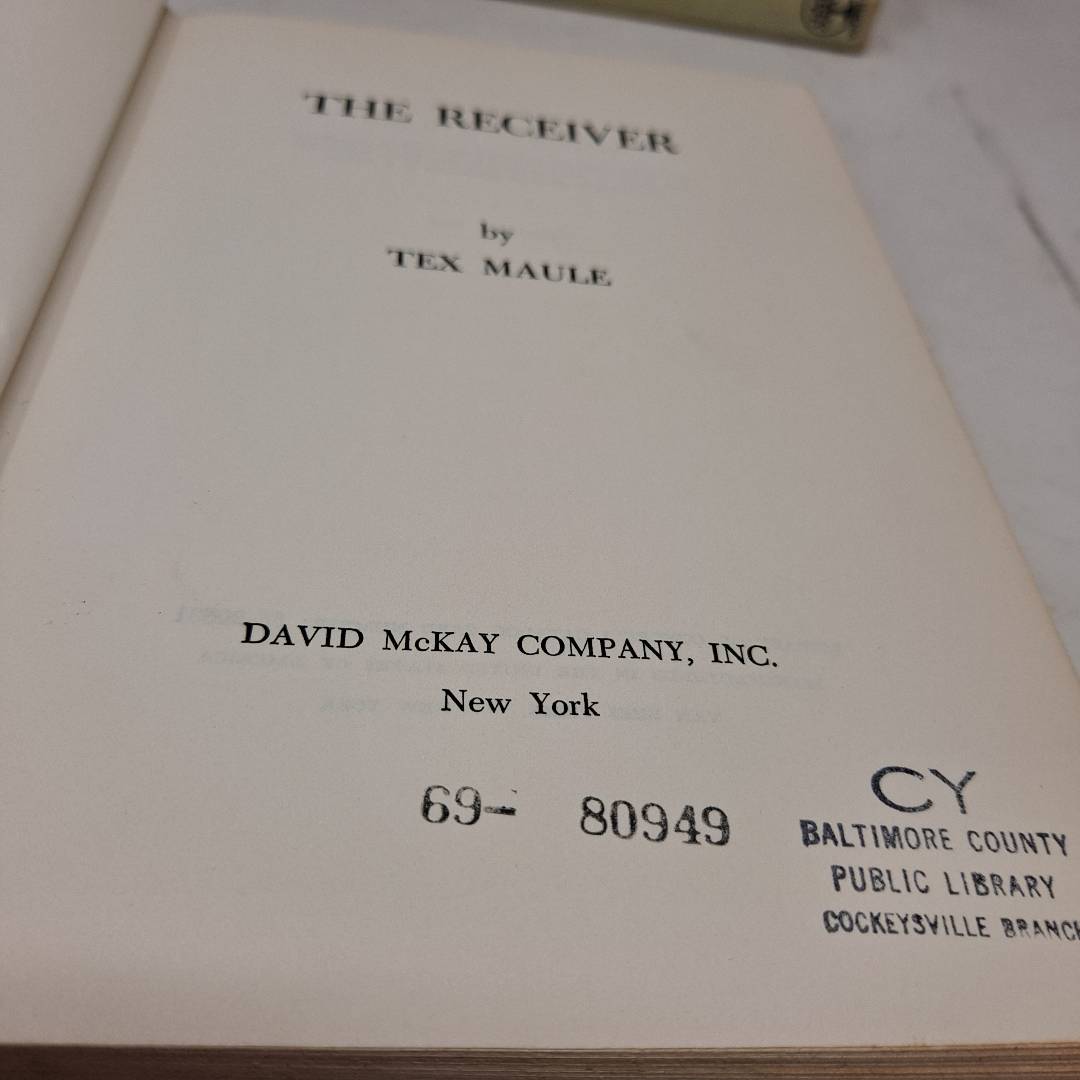 THE RECEIVER
by
TEX MAULE
DAVID McKAY COMPANY, INC.
New York
69- 80949
CY
BALTIMORE COUNTY
PUBLIC LIBRARY
COCKEYSVILLE BRANCH